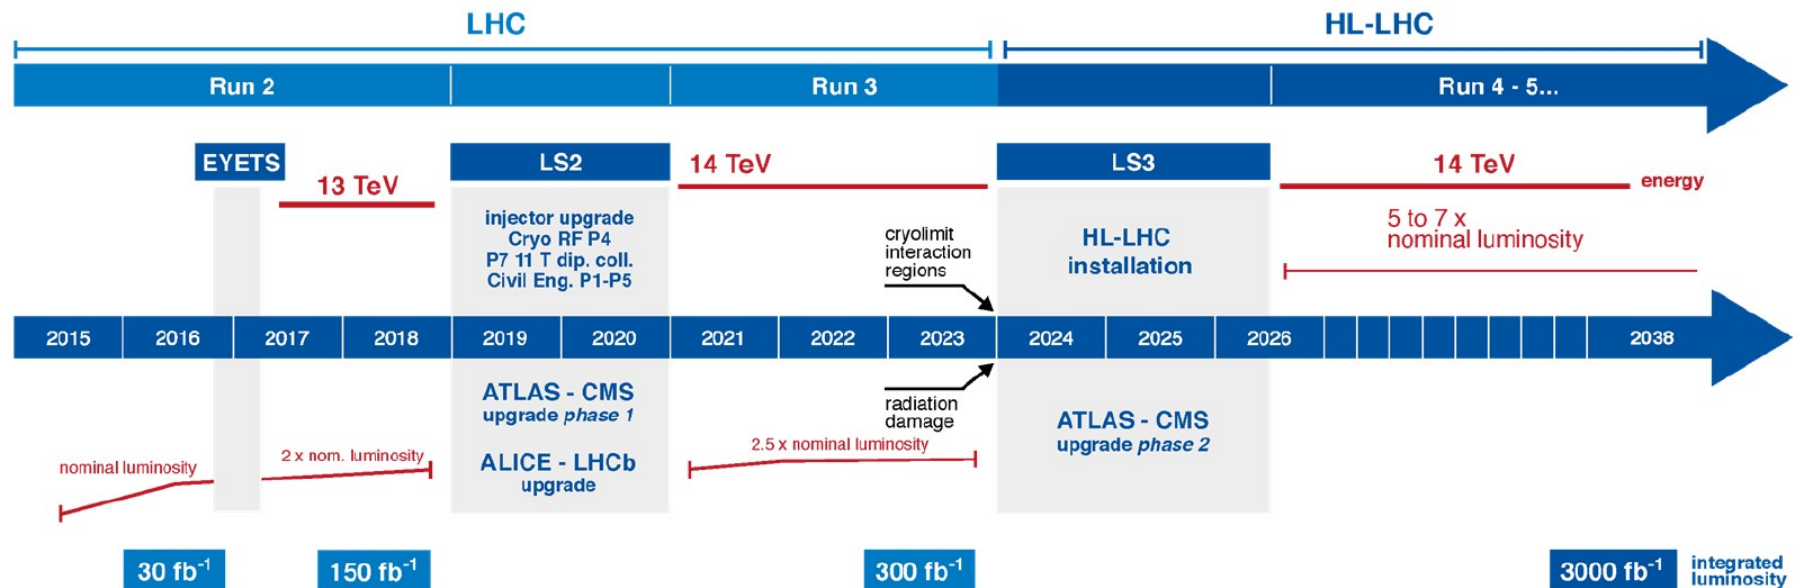 LHC
HL-LHC
Run 2
Run 3
Run 4 - 5...
EYETS
13 TeV
LS2
14 TeV
LS3
14 TeV
energy
injector upgrade
Cryo RF P4
P7 11 T dip. coll.
Civil Eng. P1-P5
cryolimit
interaction
regions
HL-LHC
installation
5 to 7 x
nominal luminosity
2015 2016 2017 2018 2019 2020 2021 2022 2023 2024 2025 2026 2038
ATLAS - CMS
upgrade phase 1
ALICE - LHCb
upgrade
radiation
damage
ATLAS - CMS
upgrade phase 2
nominal luminosity
2 x nom. luminosity
2.5 x nominal luminosity
30 fb⁻¹
150 fb⁻¹
300 fb⁻¹
3000 fb⁻¹
integrated
luminosity